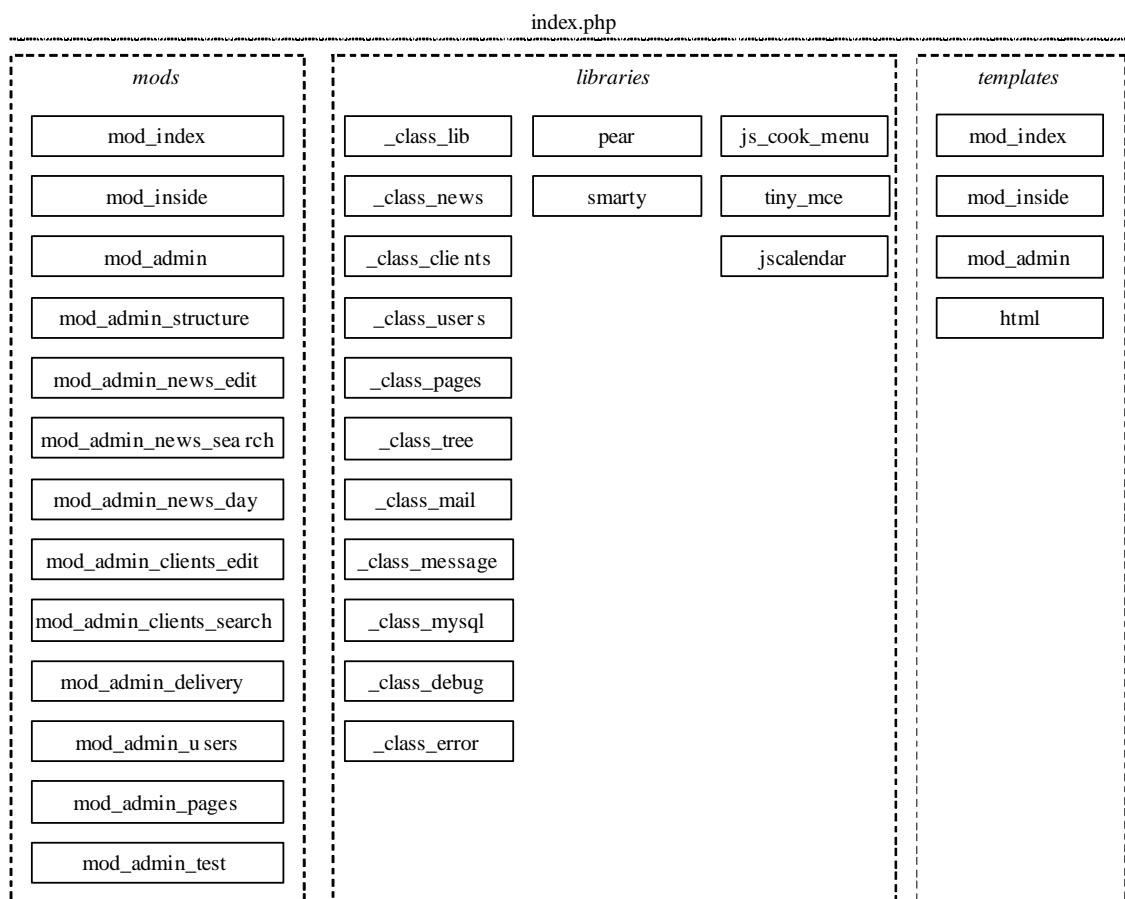 index.php
mods
mod_index
mod_inside
mod_admin
mod_admin_structure
mod_admin_news_edit
mod_admin_news_sea rch
mod_admin_news_day
mod_admin_clients_edit
mod_admin_clients_search
mod_admin_delivery
mod_admin_u sers
mod_admin_pages
mod_admin_test
libraries
_class_lib
_class_news
_class_clie nts
_class_user s
_class_pages
_class_tree
_class_mail
_class_message
_class_mysql
_class_debug
_class_error
pear
smarty
js_cook_menu
tiny_mce
jscalendar
templates
mod_index
mod_inside
mod_admin
html